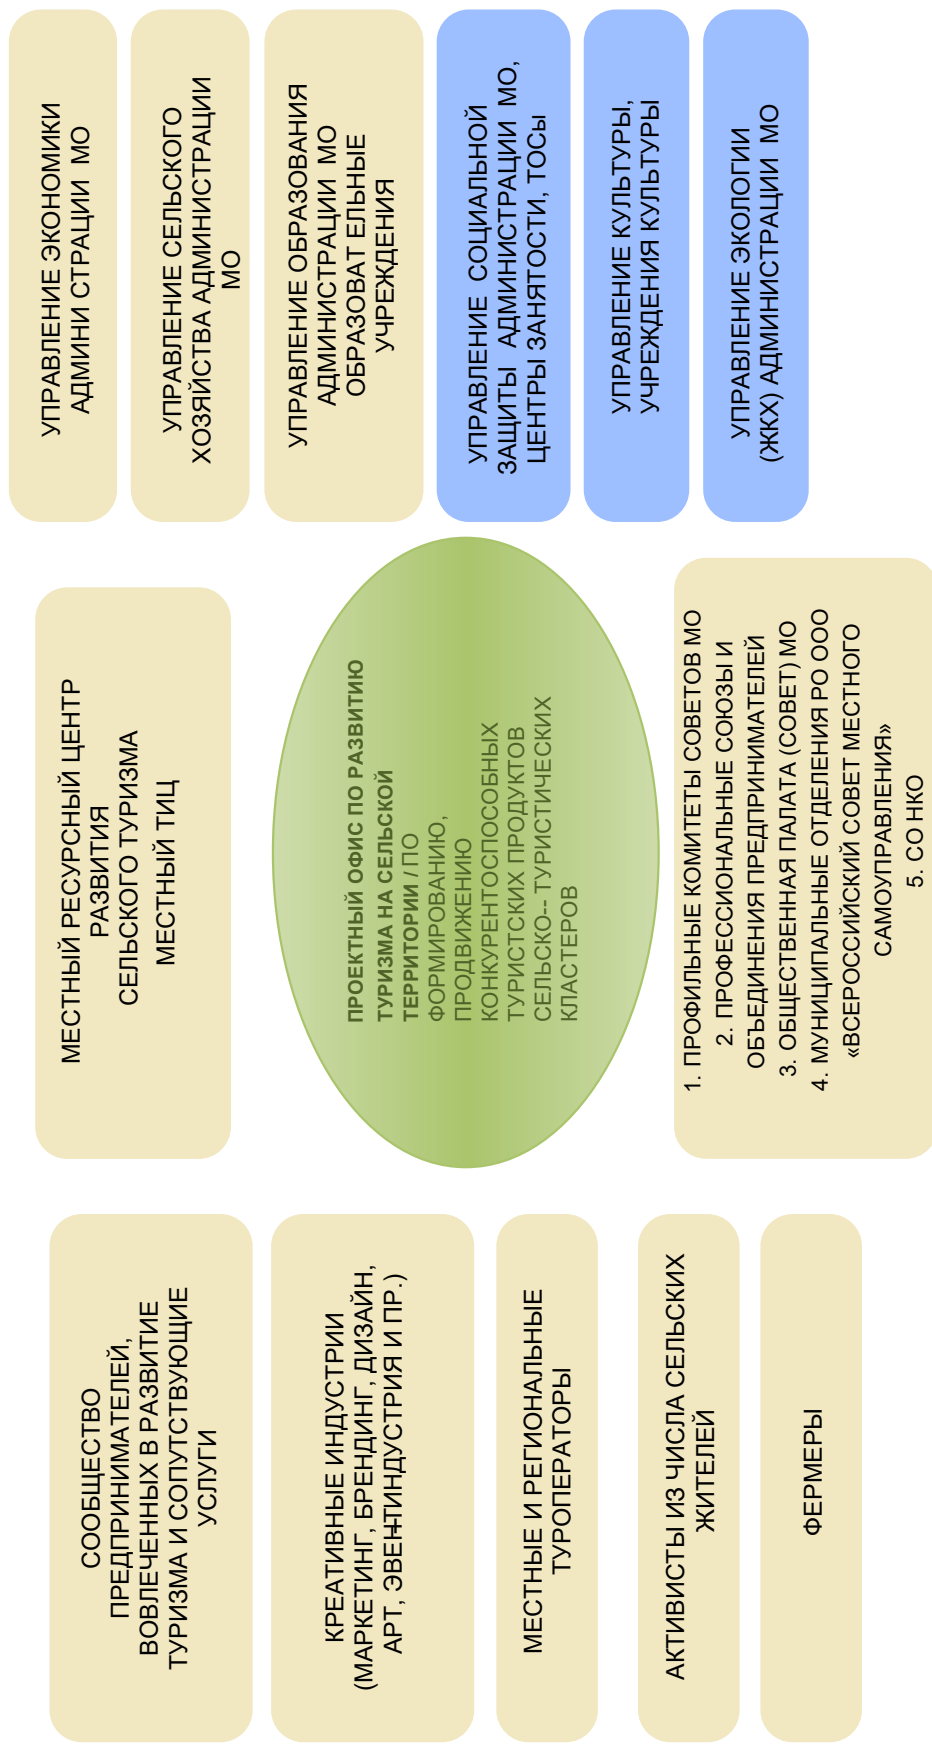 СООБЩЕСТВО
ПРЕДПРИНИМАТЕЛЕЙ,
ВОВЛЕЧЕННЫХ В РАЗВИТИЕ
ТУРИЗМА И СОПУТСТВУЮЩИЕ
УСЛУГИ
КРЕАТИВНЫЕ ИНДУСТРИИ
(МАРКЕТИНГ, БРЕНДИНГ, ДИЗАЙН,
АРТ, ЭВЕНТ-ИНДУСТРИЯ И ПР.)
МЕСТНЫЕ И РЕГИОНАЛЬНЫЕ
ТУРОПЕРАТОРЫ
АКТИВИСТЫ ИЗ ЧИСЛА СЕЛЬСКИХ
ЖИТЕЛЕЙ
ФЕРМЕРЫ
МЕСТНЫЙ РЕСУРСНЫЙ ЦЕНТР
РАЗВИТИЯ
СЕЛЬСКОГО ТУРИЗМА
МЕСТНЫЙ ТИЦ
ПРОЕКТНЫЙ ОФИС ПО РАЗВИТИЮ
ТУРИЗМА НА СЕЛЬСКОЙ
ТЕРРИТОРИИ / ПО
ФОРМИРОВАНИЮ,
ПРОДВИЖЕНИЮ
КОНКУРЕНТОСПОСОБНЫХ
ТУРИСТСКИХ ПРОДУКТОВ
СЕЛЬСКО-- ТУРИСТИЧЕСКИХ
КЛАСТЕРОВ
1. ПРОФИЛЬНЫЕ КОМИТЕТЫ СОВЕТОВ МО
2. ПРОФЕССИОНАЛЬНЫЕ СОЮЗЫ И
ОБЪЕДИНЕНИЯ ПРЕДПРИНИМАТЕЛЕЙ
3. ОБЩЕСТВЕННАЯ ПАЛАТА (СОВЕТ) МО
4. МУНИЦИПАЛЬНЫЕ ОТДЕЛЕНИЯ РО ООО
«ВСЕРОССИЙСКИЙ СОВЕТ МЕСТНОГО
САМОУПРАВЛЕНИЯ»
5. СО НКО
УПРАВЛЕНИЕ ЭКОНОМИКИ
АДМИНИ СТРАЦИИ МО
УПРАВЛЕНИЕ СЕЛЬСКОГО
ХОЗЯЙСТВА АДМИНИСТРАЦИИ
МО
УПРАВЛЕНИЕ ОБРАЗОВАНИЯ
АДМИНИСТРАЦИИ МО
ОБРАЗОВАТ ЕЛЬНЫЕ
УЧРЕЖДЕНИЯ
УПРАВЛЕНИЕ СОЦИАЛЬНОЙ
ЗАЩИТЫ АДМИНИСТРАЦИИ МО,
ЦЕНТРЫ ЗАНЯТОСТИ, ТОСы
УПРАВЛЕНИЕ КУЛЬТУРЫ,
УЧРЕЖДЕНИЯ КУЛЬТУРЫ
УПРАВЛЕНИЕ ЭКОЛОГИИ
(ЖКХ) АДМИНИСТРАЦИИ МО